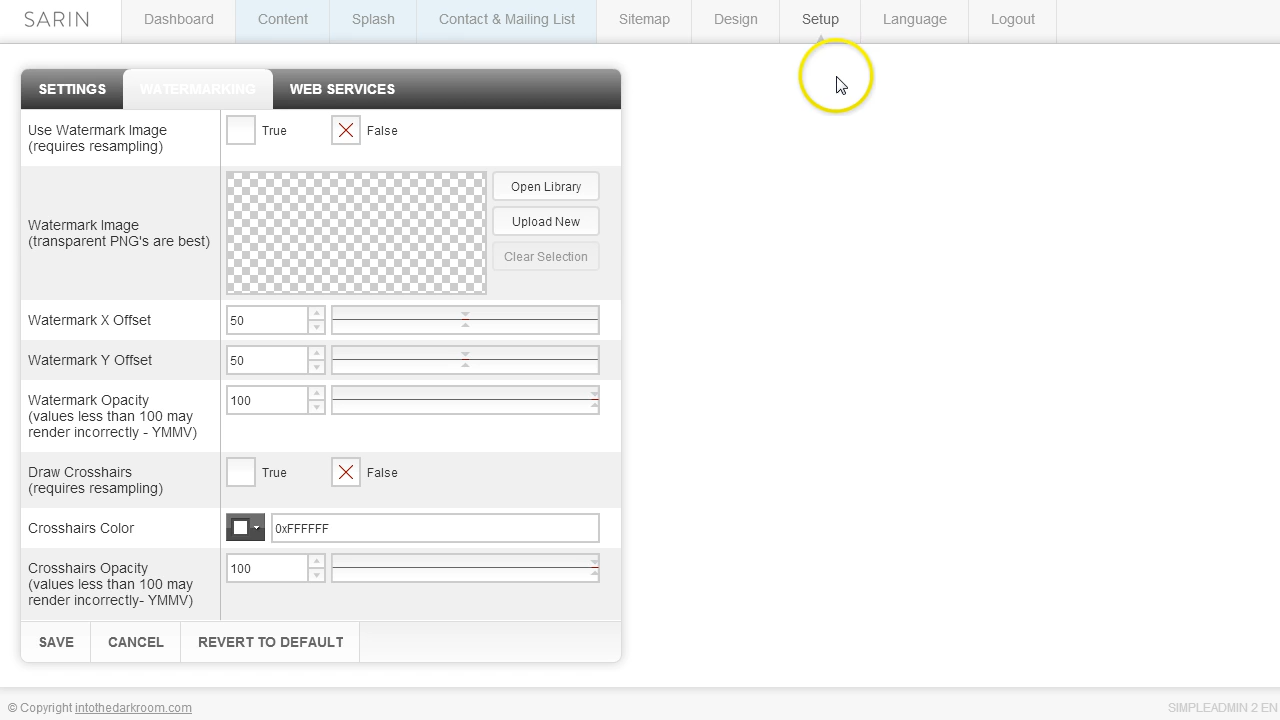 SARIN
Dashboard
Content
Splash
Contact & Mailing List
Sitemap
Design
Setup
Language
Logout
SETTINGS
WATERMARKING
WEB SERVICES
Use Watermark Image
(requires resampling)
True
False
Watermark Image
(transparent PNG's are best)
Open Library
Upload New
Clear Selection
Watermark X Offset
50
Watermark Y Offset
50
Watermark Opacity
(values less than 100 may
render incorrectly - YMMV)
100
Draw Crosshairs
(requires resampling)
True
False
Crosshairs Color
0xFFFFFF
Crosshairs Opacity
(values less than 100 may
render incorrectly- YMMV)
100
SAVE
CANCEL
REVERT TO DEFAULT
© Copyright intothedarkroom.com
SIMPLEADMIN 2 EN